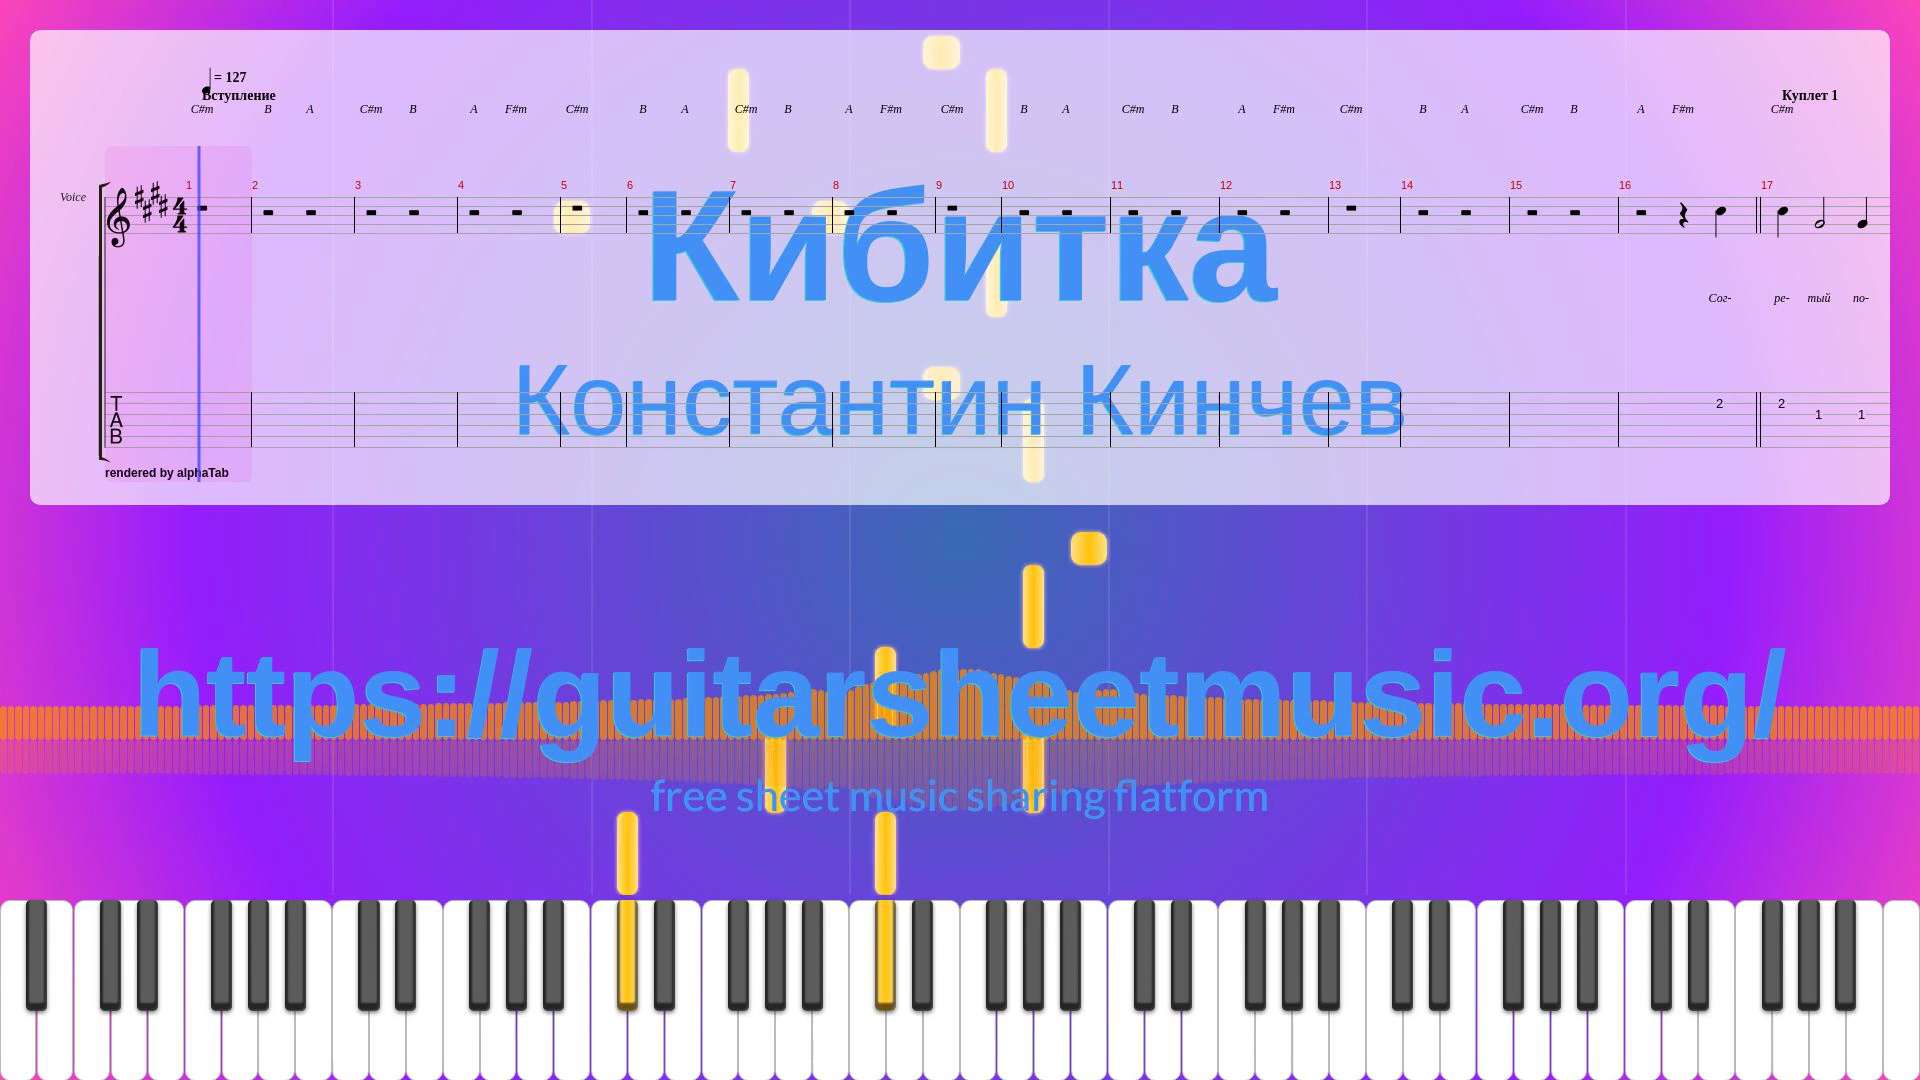 = 127
Вступление
Куплет 1
C#m B A C#m B A F#m C#m B A C#m B A F#m C#m B A C#m B A F#m C#m B A C#m B A F#m C#m
1 2 3 4 5 6 7 8 9 10 11 12 13 14 15 16 17
Voice
4
4
Кибитка
Сог- ре- тый по-
Константин Кинчев
T
A
B
2 2
1 1
rendered by alphaTab
https://guitarsheetmusic.org/
free sheet music sharing flatform